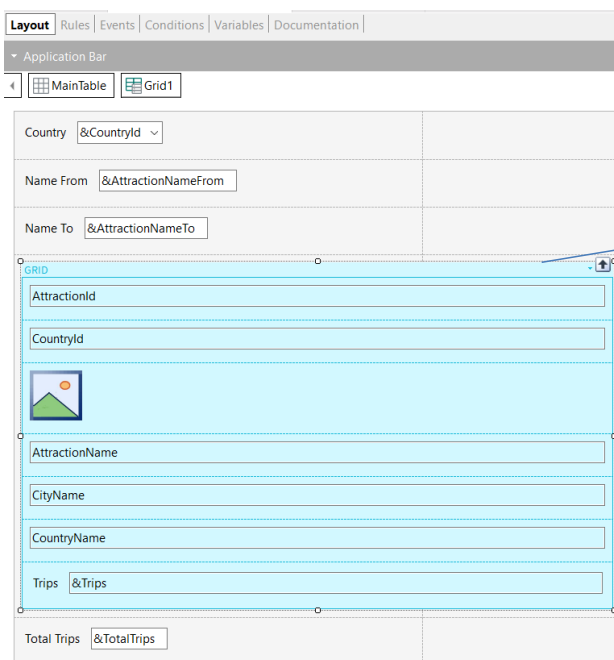 Layout Rules Events Conditions Variables Documentation
Application Bar
MainTable Grid1
Country &CountryId
Name From &AttractionNameFrom
Name To &AttractionNameTo
GRID
AttractionId
CountryId
AttractionName
CityName
CountryName
Trips &Trips
Total Trips &TotalTrips